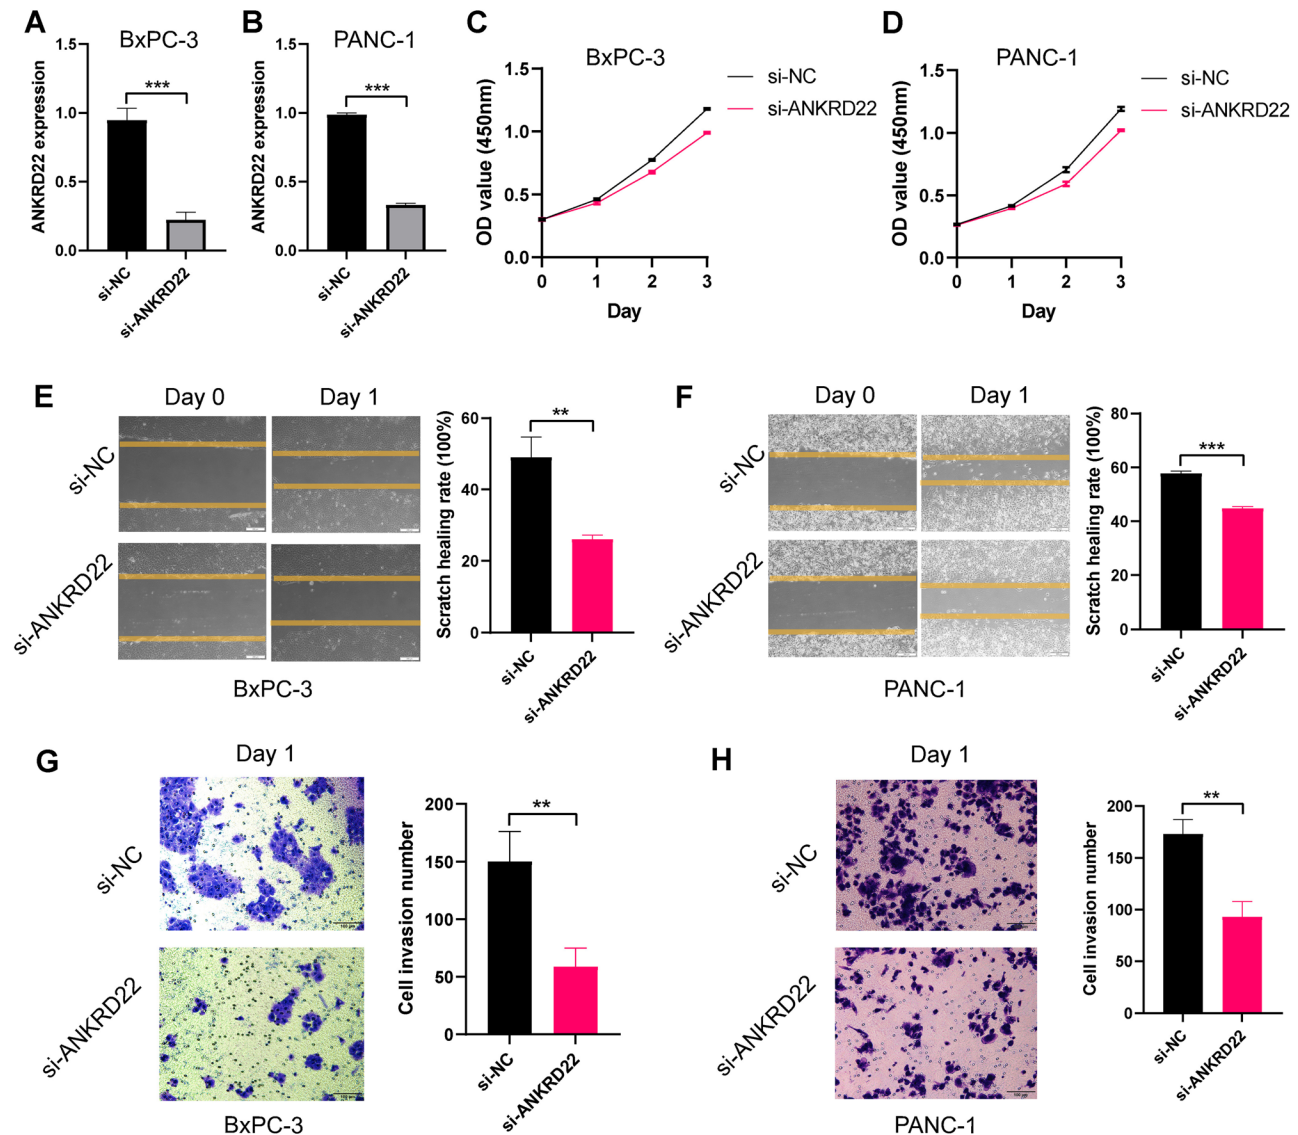 A
BxPC-3
ANKRD22 expression
1.5
1.0
0.5
0.0
***
si-NC
si-ANKRD22
B
PANC-1
ANKRD22 expression
1.5
1.0
0.5
0.0
***
si-NC
si-ANKRD22
C
BxPC-3
si-NC
si-ANKRD22
OD value (450nm)
1.5
1.0
0.5
0.0
0 1 2 3
Day
D
PANC-1
si-NC
si-ANKRD22
OD value (450nm)
1.5
1.0
0.5
0.0
0 1 2 3
Day
E
Day 0
Day 1
si-NC
si-ANKRD22
BxPC-3
Scratch healing rate (100%)
60
40
20
0
**
si-NC
si-ANKRD22
F
Day 0
Day 1
si-NC
si-ANKRD22
PANC-1
Scratch healing rate (100%)
80
60
40
20
0
***
si-NC
si-ANKRD22
G
Day 1
si-NC
100 μm
si-ANKRD22
100 μm
BxPC-3
Cell invasion number
200
150
100
50
0
**
si-NC
si-ANKRD22
H
Day 1
si-NC
si-ANKRD22
100 μm
PANC-1
Cell invasion number
200
150
100
50
0
**
si-NC
si-ANKRD22